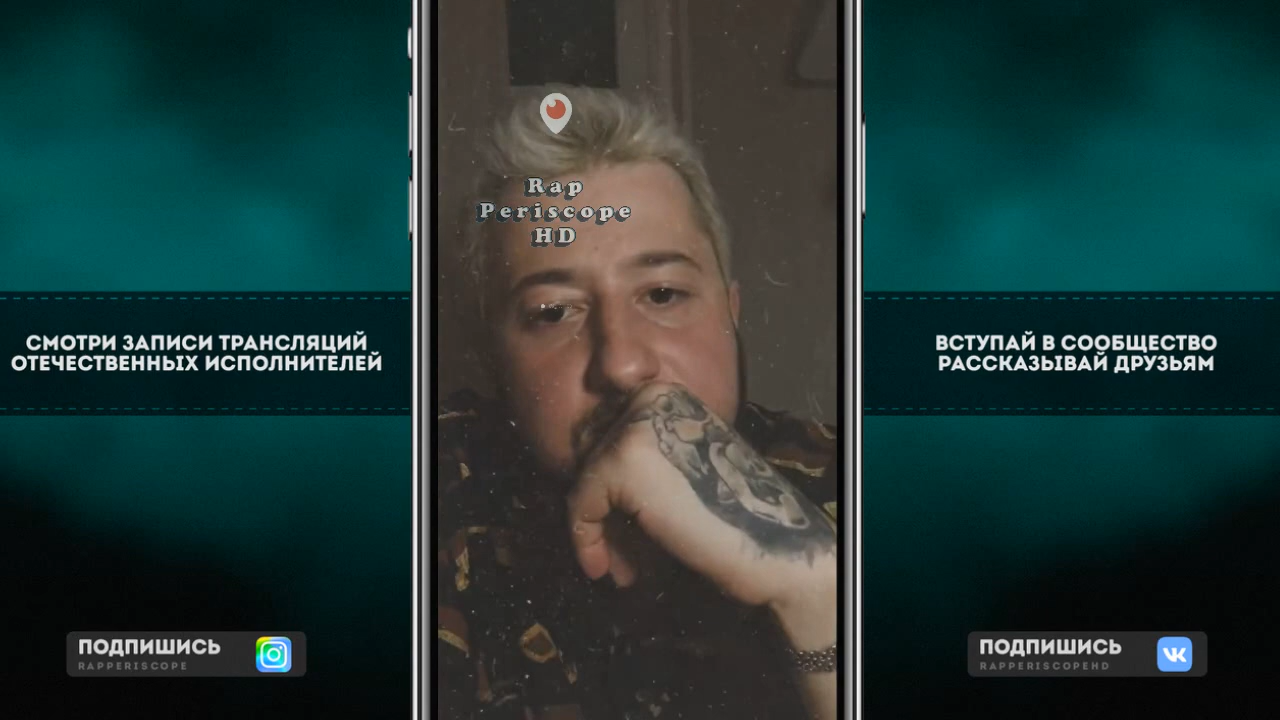 Rap
Periscope
HD
СМОТРИ ЗАПИСИ ТРАНСЛЯЦИЙ
ОТЕЧЕСТВЕННЫХ ИСПОЛНИТЕЛЕЙ
ВСТУПАЙ В СООБЩЕСТВО
РАССКАЗЫВАЙ ДРУЗЬЯМ
ПОДПИШИСЬ
RAPPERISCOPE
ПОДПИШИСЬ
RAPPERISCOPEHD